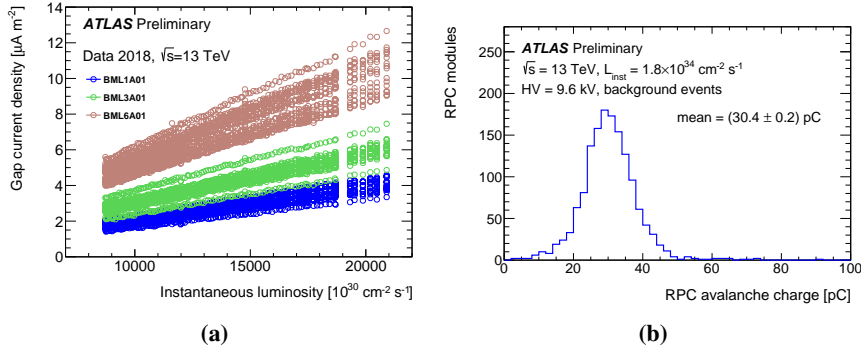 ATLAS Preliminary
Data 2018, √s=13 TeV
BML1A01
BML3A01
BML6A01
Gap current density [μA m⁻²]
14
12
10
8
6
4
2
0
10000 15000 20000
Instantaneous luminosity [10³⁰ cm⁻² s⁻¹]
(a)
ATLAS Preliminary
√s = 13 TeV, L_inst = 1.8×10³⁴ cm⁻² s⁻¹
HV = 9.6 kV, background events
mean = (30.4 ± 0.2) pC
RPC modules
250
200
150
100
50
0
0 20 40 60 80 100
RPC avalanche charge [pC]
(b)